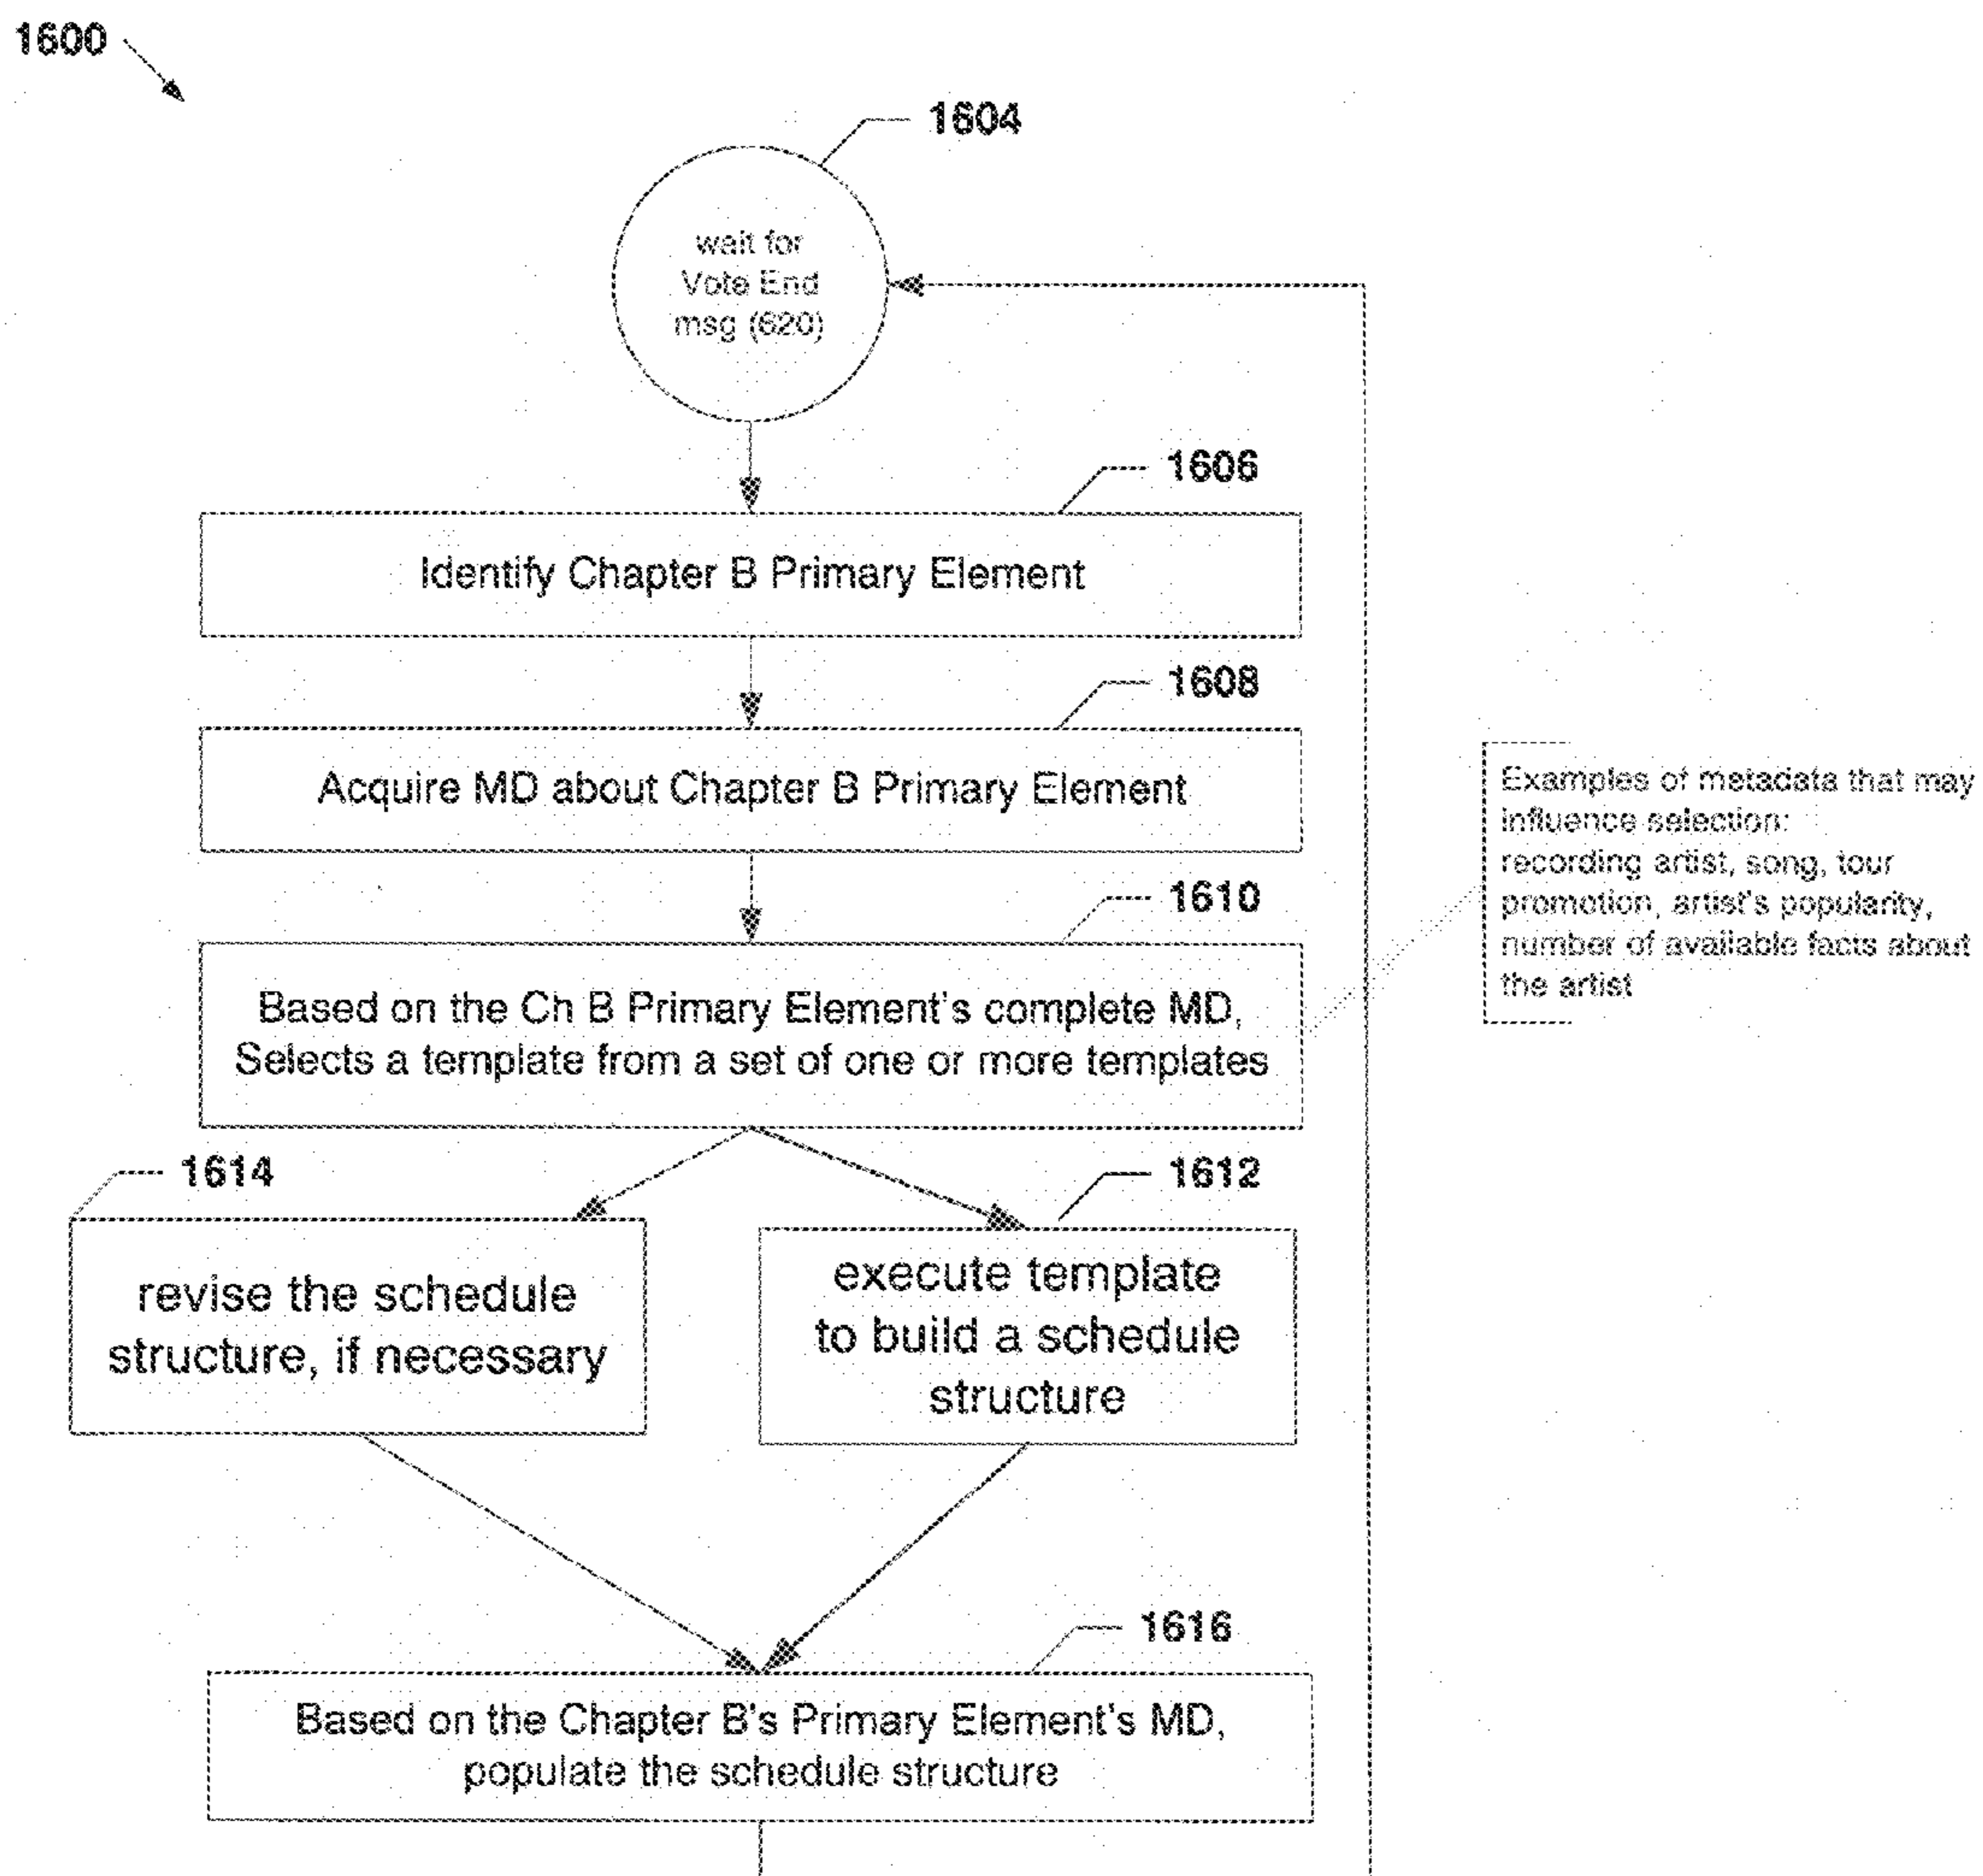 1600
1604
wait for
Vote End
msg (620)
1606
Identify Chapter B Primary Element
1608
Acquire MD about Chapter B Primary Element
Examples of metadata that may
influence selection:
recording artist, song, tour
promotion, artist's popularity,
number of available facts about
the artist
1610
Based on the Ch B Primary Element's complete MD,
Selects a template from a set of one or more templates
1614
revise the schedule
structure, if necessary
1612
execute template
to build a schedule
structure
1616
Based on the Chapter B's Primary Element's MD,
populate the schedule structure